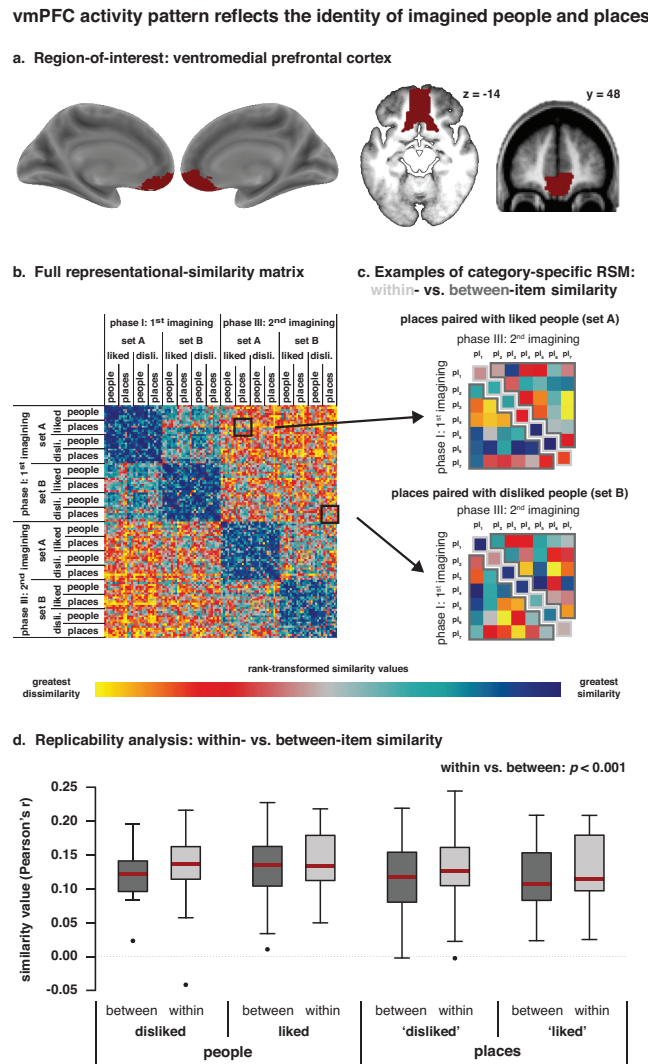 vmPFC activity pattern reflects the identity of imagined people and places
a. Region-of-interest: ventromedial prefrontal cortex
z = -14
y = 48
b. Full representational-similarity matrix
c. Examples of category-specific RSM:
within- vs. between-item similarity
phase I: 1st imagining phase III: 2nd imagining
set A set B set A set B
liked disli. liked disli. liked disli. liked disli.
people places people places people places people places people places people places people places people places
phase I: 1st imagining
set A
liked
people
places
disli.
people
places
set B
liked
people
places
disli.
people
places
phase III: 2nd imagining
set A
liked
people
places
disli.
people
places
set B
liked
people
places
disli.
people
places
places paired with liked people (set A)
phase III: 2nd imagining
pl1 pl2 pl3 pl4 pl5 pl6 pl7
phase I: 1st imagining
pl1
pl2
pl3
pl4
pl5
pl6
pl7
places paired with disliked people (set B)
phase III: 2nd imagining
pl1 pl2 pl3 pl4 pl5 pl6 pl7
phase I: 1st imagining
pl1
pl2
pl3
pl4
pl5
pl6
pl7
rank-transformed similarity values
greatest
dissimilarity
greatest
similarity
d. Replicability analysis: within- vs. between-item similarity
within vs. between: p < 0.001
similarity value (Pearson's r)
0.25
0.20
0.15
0.10
0.05
0.00
-0.05
between within between within between within between within
disliked liked 'disliked' 'liked'
people places